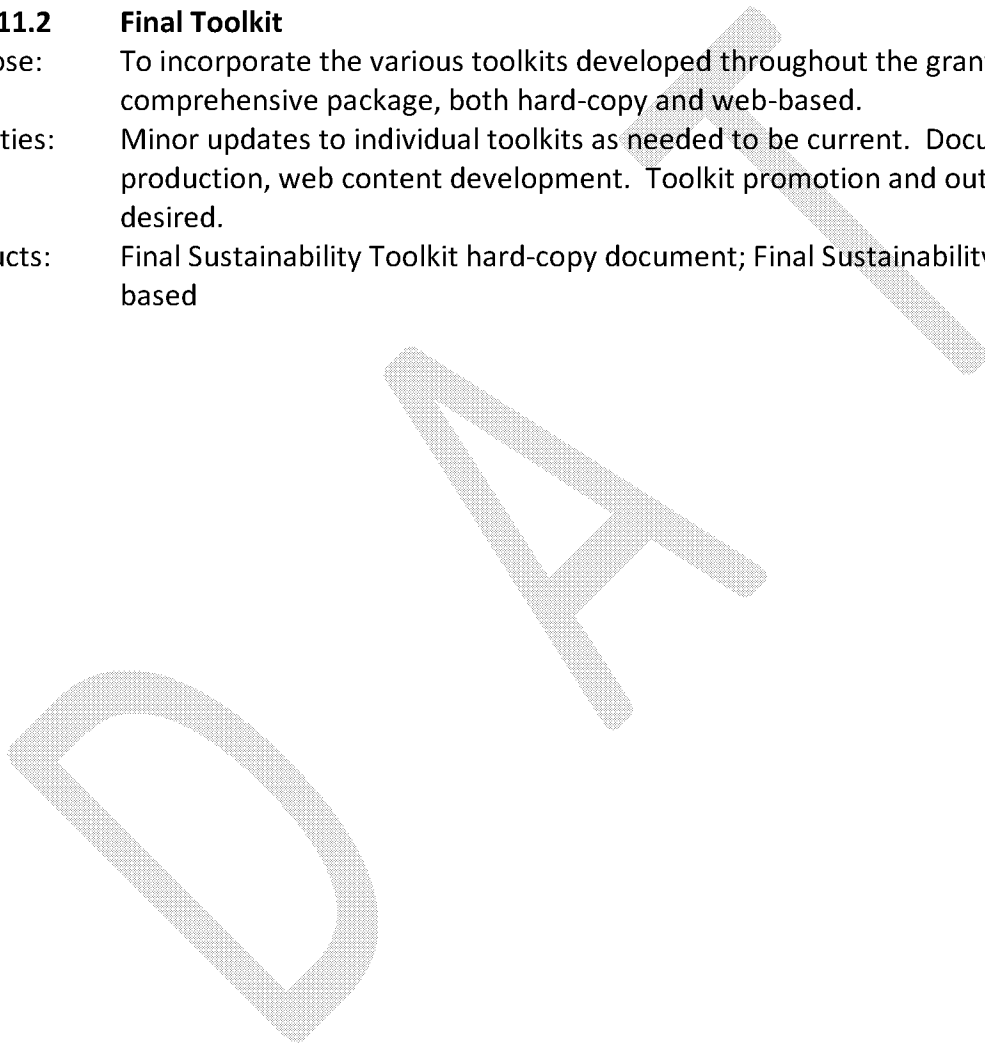 11.2 Final Toolkit
ose: To incorporate the various toolkits developed throughout the gran
comprehensive package, both hard-copy and web-based.
ties: Minor updates to individual toolkits as needed to be current. Docu
production, web content development. Toolkit promotion and out
desired.
ucts: Final Sustainability Toolkit hard-copy document; Final Sustainability
based
D A T